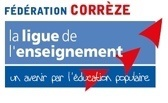 FÉDÉRATION CORRÈZE
la ligue de
l'enseignement
un avenir par l'éducation populaire